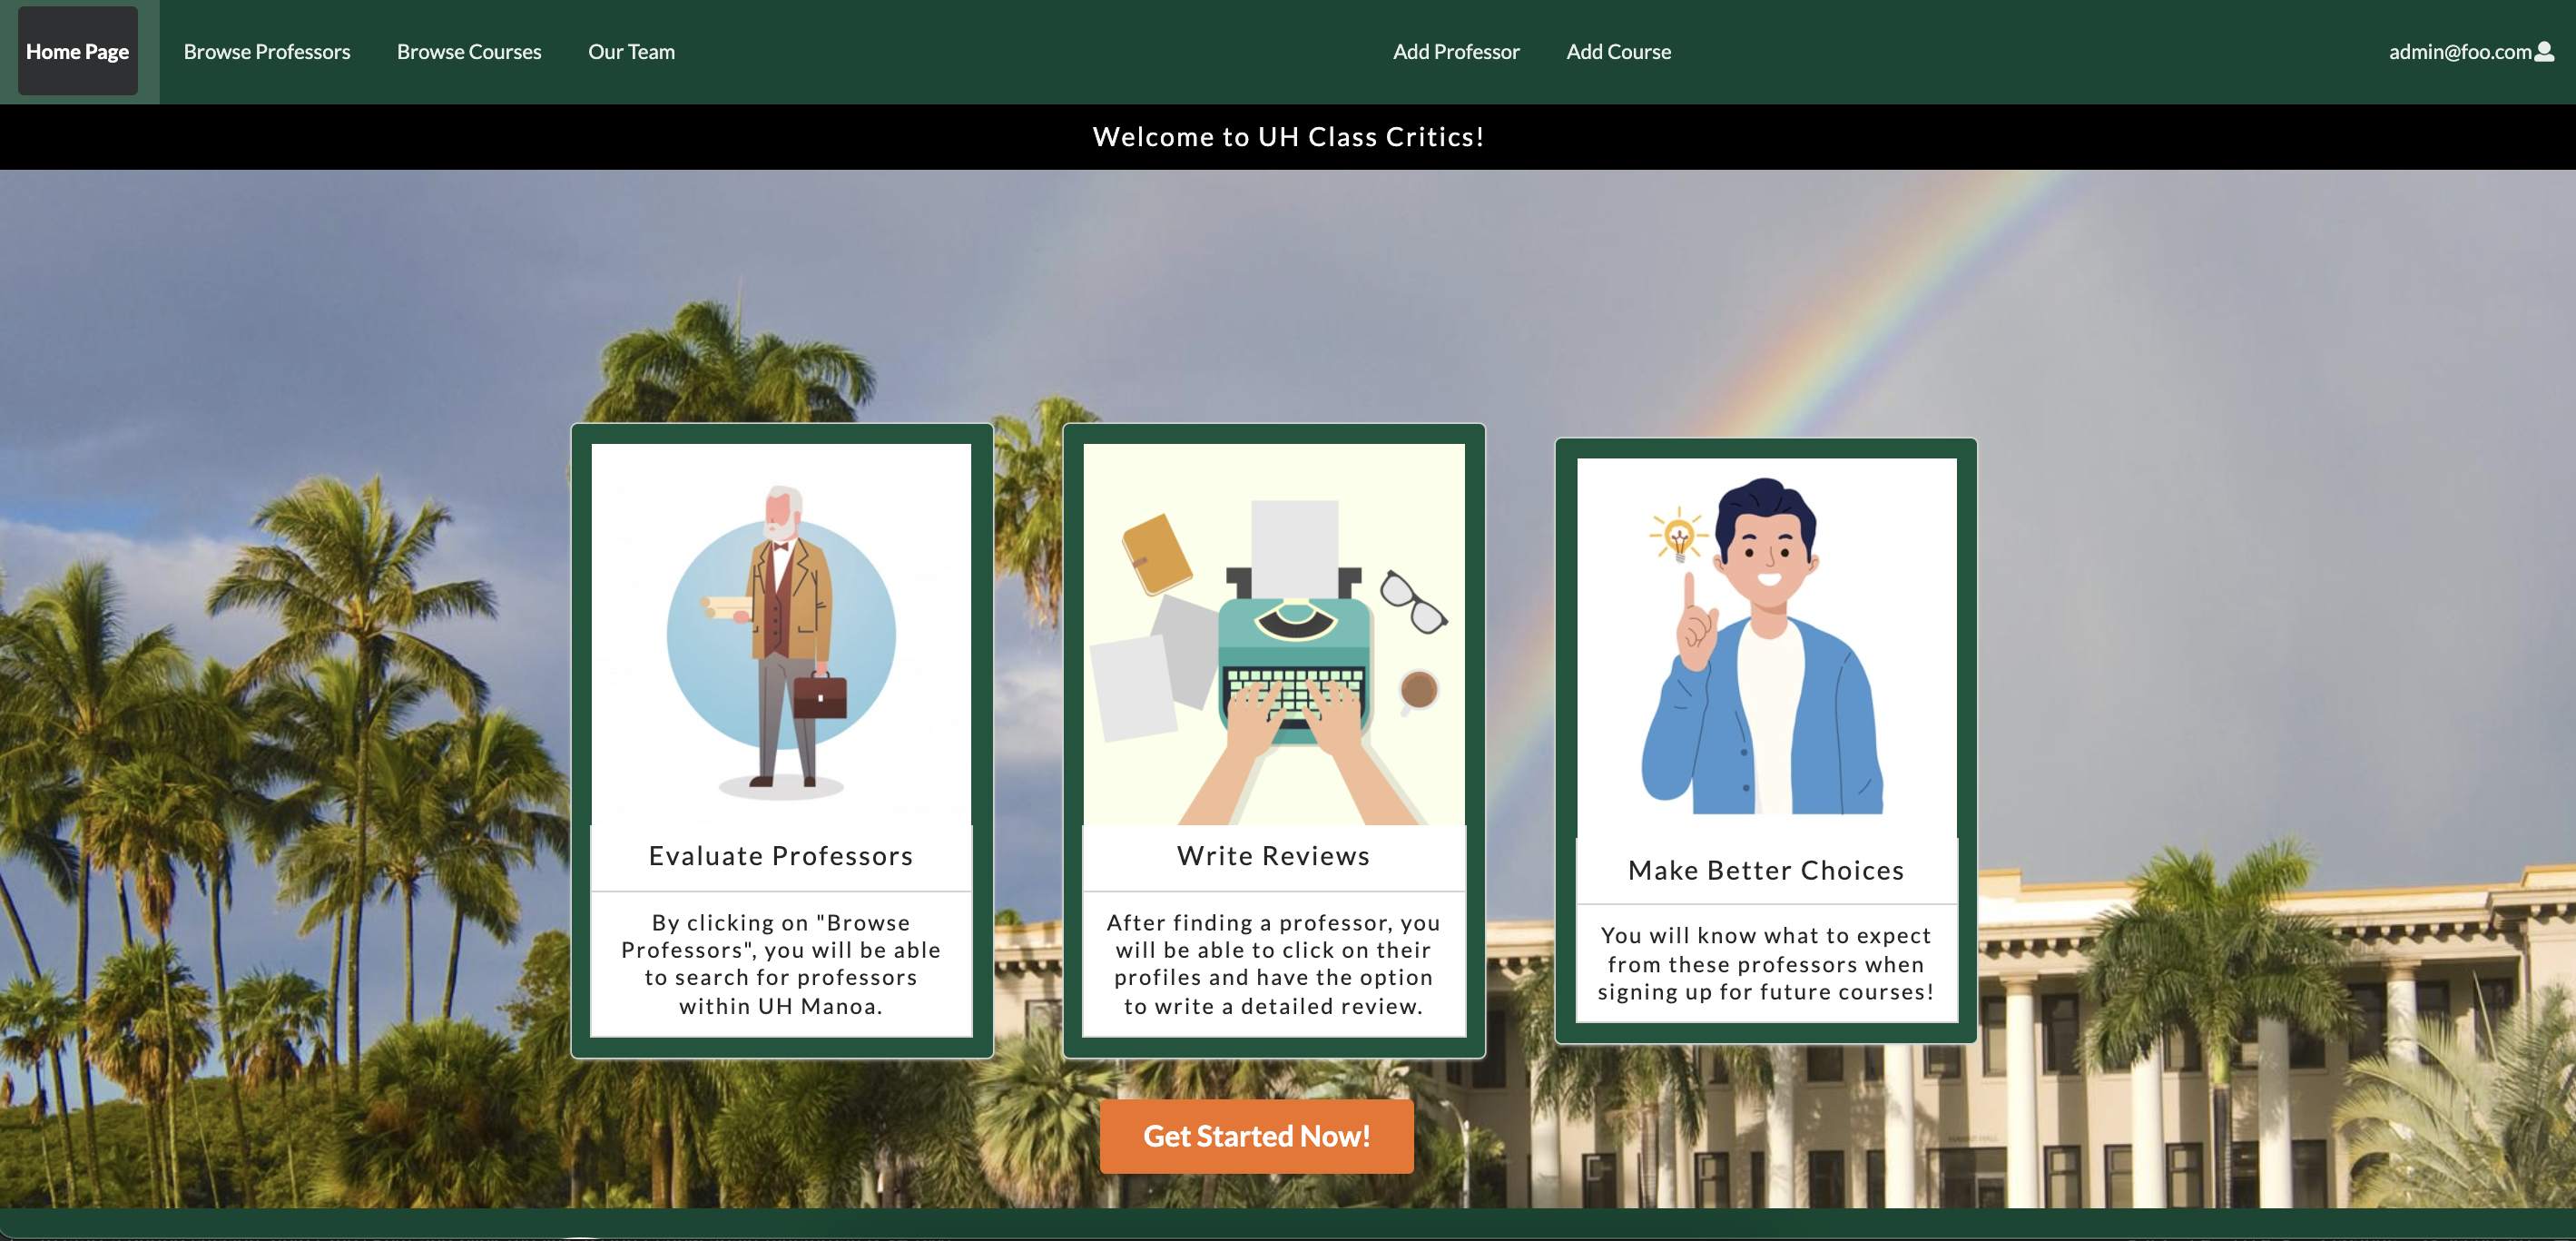 Home Page
Browse Professors
Browse Courses
Our Team
Add Professor
Add Course
admin@foo.com
Welcome to UH Class Critics!
Evaluate Professors
By clicking on "Browse
Professors", you will be able
to search for professors
within UH Manoa.
Write Reviews
After finding a professor, you
will be able to click on their
profiles and have the option
to write a detailed review.
Make Better Choices
You will know what to expect
from these professors when
signing up for future courses!
Get Started Now!